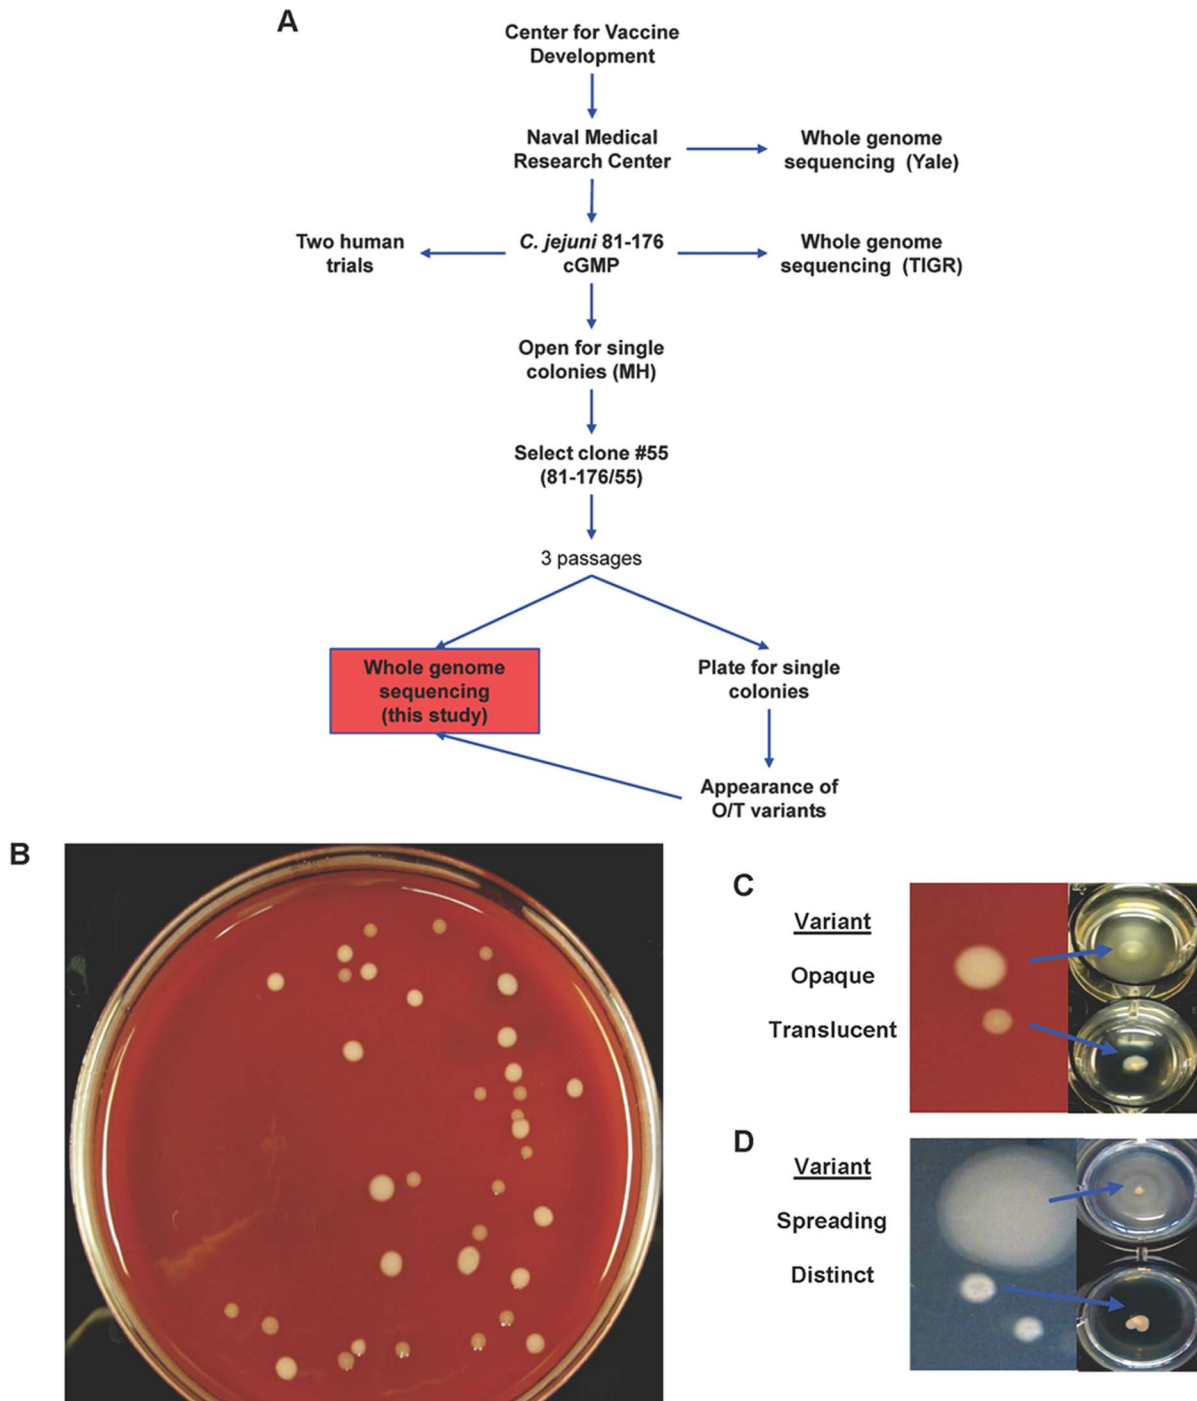 A
Center for Vaccine
Development
Naval Medical
Research Center
Whole genome
sequencing (Yale)
Two human
trials
C. jejuni 81-176
cGMP
Whole genome
sequencing (TIGR)
Open for single
colonies (MH)
Select clone #55
(81-176/55)
3 passages
Whole genome
sequencing
(this study)
Plate for single
colonies
Appearance of
O/T variants
B
C
Variant
Opaque
Translucent
D
Variant
Spreading
Distinct